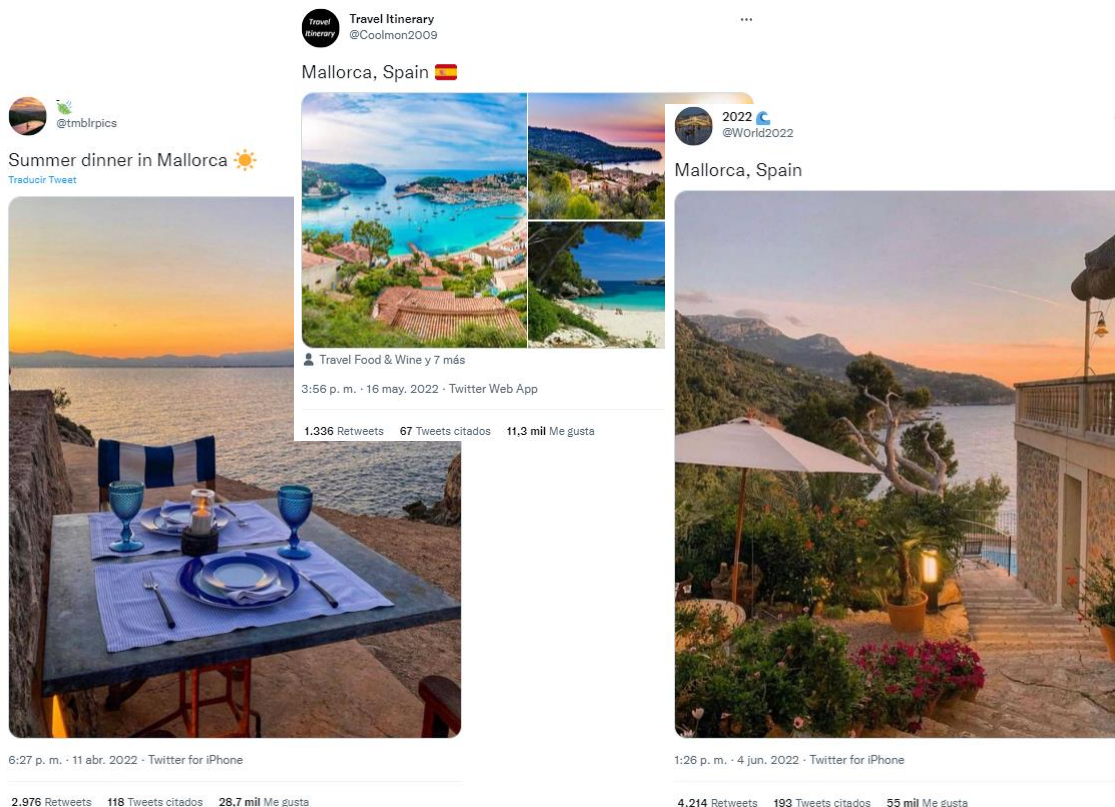 Travel Itinerary
Travel Itinerary
@Coolmon2009
Mallorca, Spain 🇪🇸
Travel Food & Wine y 7 más
3:56 p. m. · 16 may. 2022 · Twitter Web App
1.336 Retweets 67 Tweets citados 11,3 mil Me gusta
@tmblrpics
Summer dinner in Mallorca ☀️
Traducir Tweet
6:27 p. m. · 11 abr. 2022 · Twitter for iPhone
2.976 Retweets 118 Tweets citados 28,7 mil Me gusta
2022 🌊
@W0rld2022
Mallorca, Spain
1:26 p. m. · 4 jun. 2022 · Twitter for iPhone
4.214 Retweets 193 Tweets citados 55 mil Me gusta